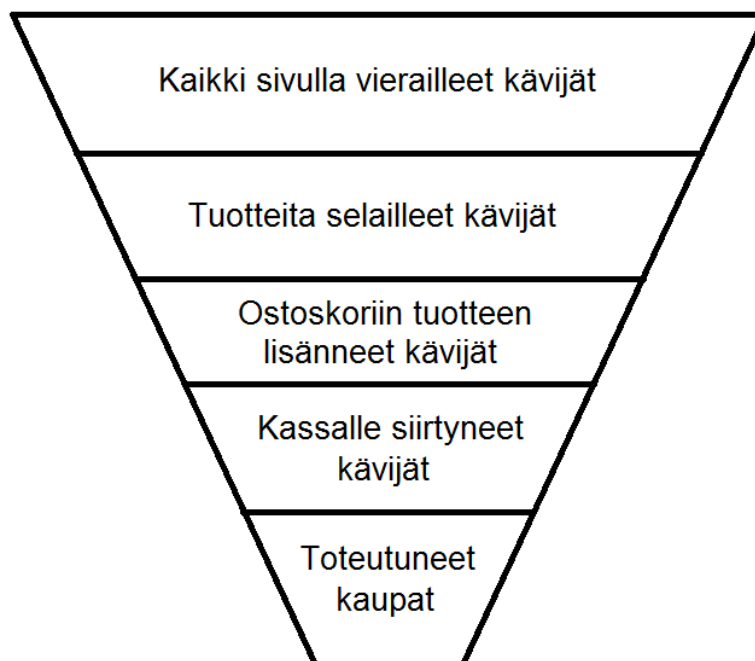 Kaikki sivulla vierailleet kävijät
Tuotteita selailleet kävijät
Ostoskoriin tuotteen
lisänneet kävijät
Kassalle siirtyneet
kävijät
Toteutuneet
kaupat